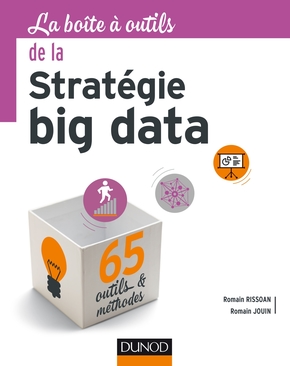 La boîte à outils
de la
Stratégie
big data
65
outils &
méthodes
Romain RISSOAN
Romain JOUIN
DUNOD